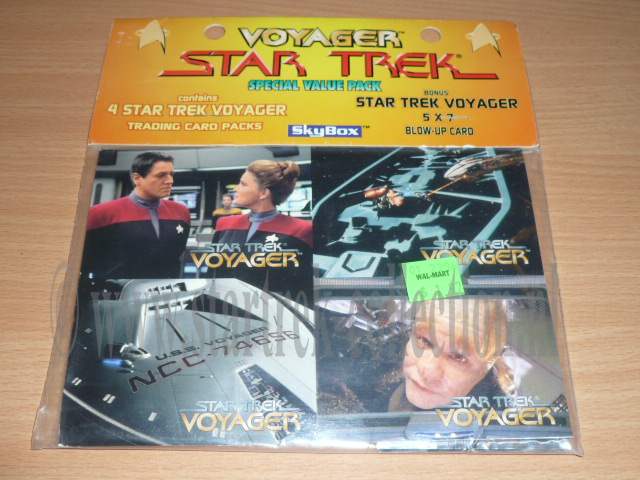 VOYAGER™
STAR TREK®
SPECIAL VALUE PACK
contains
4 STAR TREK VOYAGER
TRADING CARD PACKS
SkyBox™
BONUS
STAR TREK VOYAGER
5 X 7
BLOW-UP CARD
STAR TREK
VOYAGER
STAR TREK
VOYAGER
WAL-MART
U.S.S. VOYAGER
NCC-74656
STAR TREK
VOYAGER
STAR TREK
VOYAGER